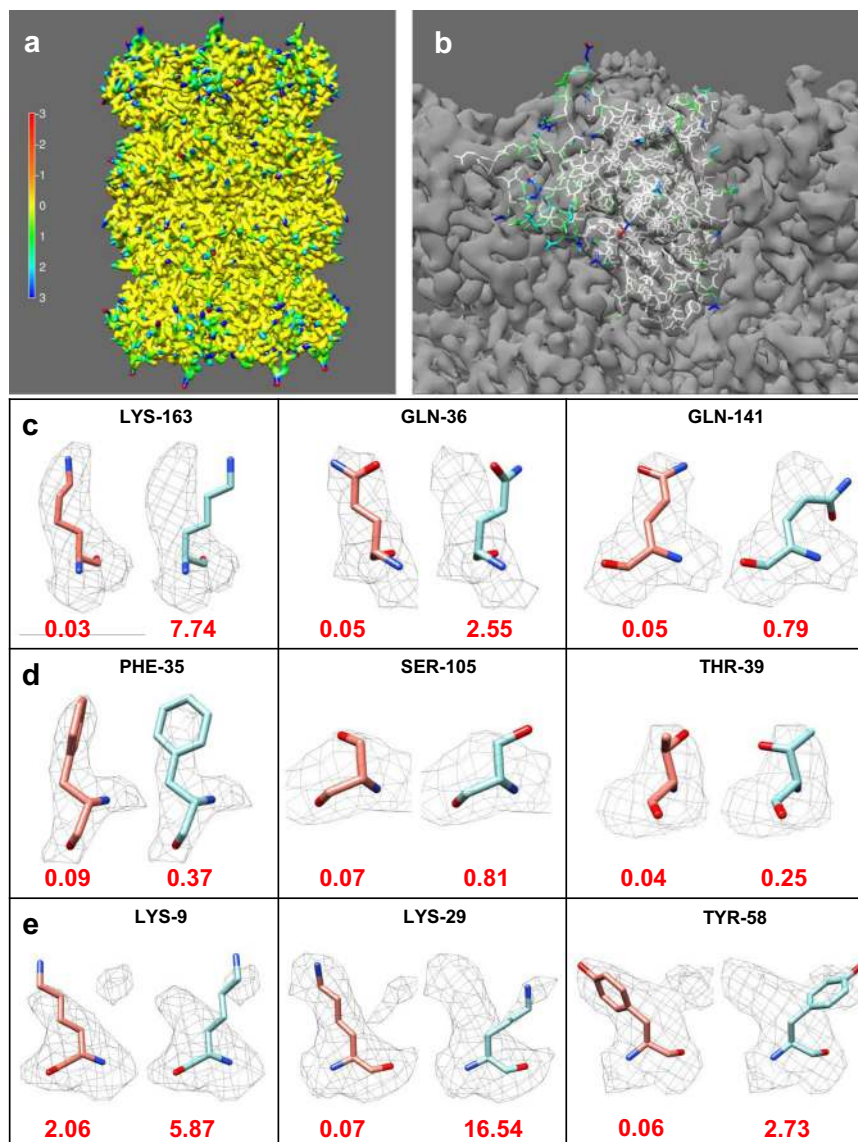 a
b
3
2
1
0
1
2
3
c
LYS-163
GLN-36
GLN-141
0.03
7.74
0.05
2.55
0.05
0.79
d
PHE-35
SER-105
THR-39
0.09
0.37
0.07
0.81
0.04
0.25
e
LYS-9
LYS-29
TYR-58
2.06
5.87
0.07
16.54
0.06
2.73